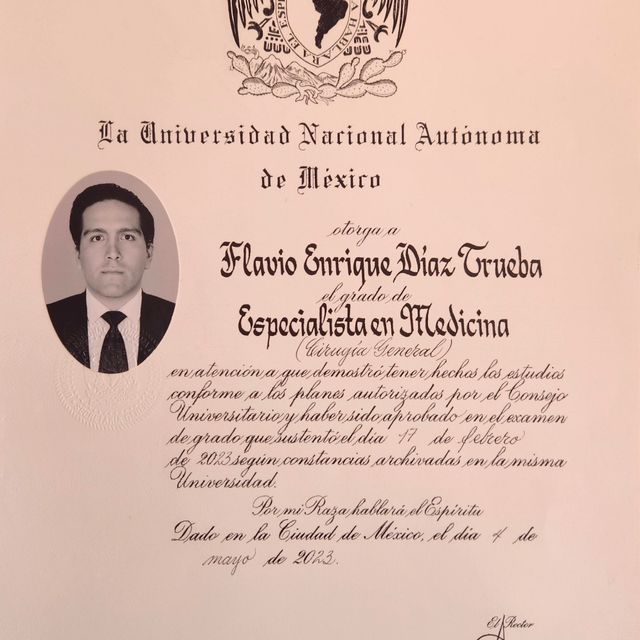 HABLARA EL ESP
La Universidad Nacional Autónoma
de México
otorga a
Flavio Enrique Díaz Trueba
el grado de
Especialista en Medicina
(Cirugía General)
en atención a que demostró tener hechos los estudios
conforme a los planes autorizados por el Consejo
Universitario y haber sido aprobado en el examen
de grado que sustentó el día 17 de febrero
de 2023 según constancias archivadas en la misma
Universidad.
Por mi Raza hablará el Espíritu
Dado en la Ciudad de México, el día 4 de
mayo de 2023.
El Rector